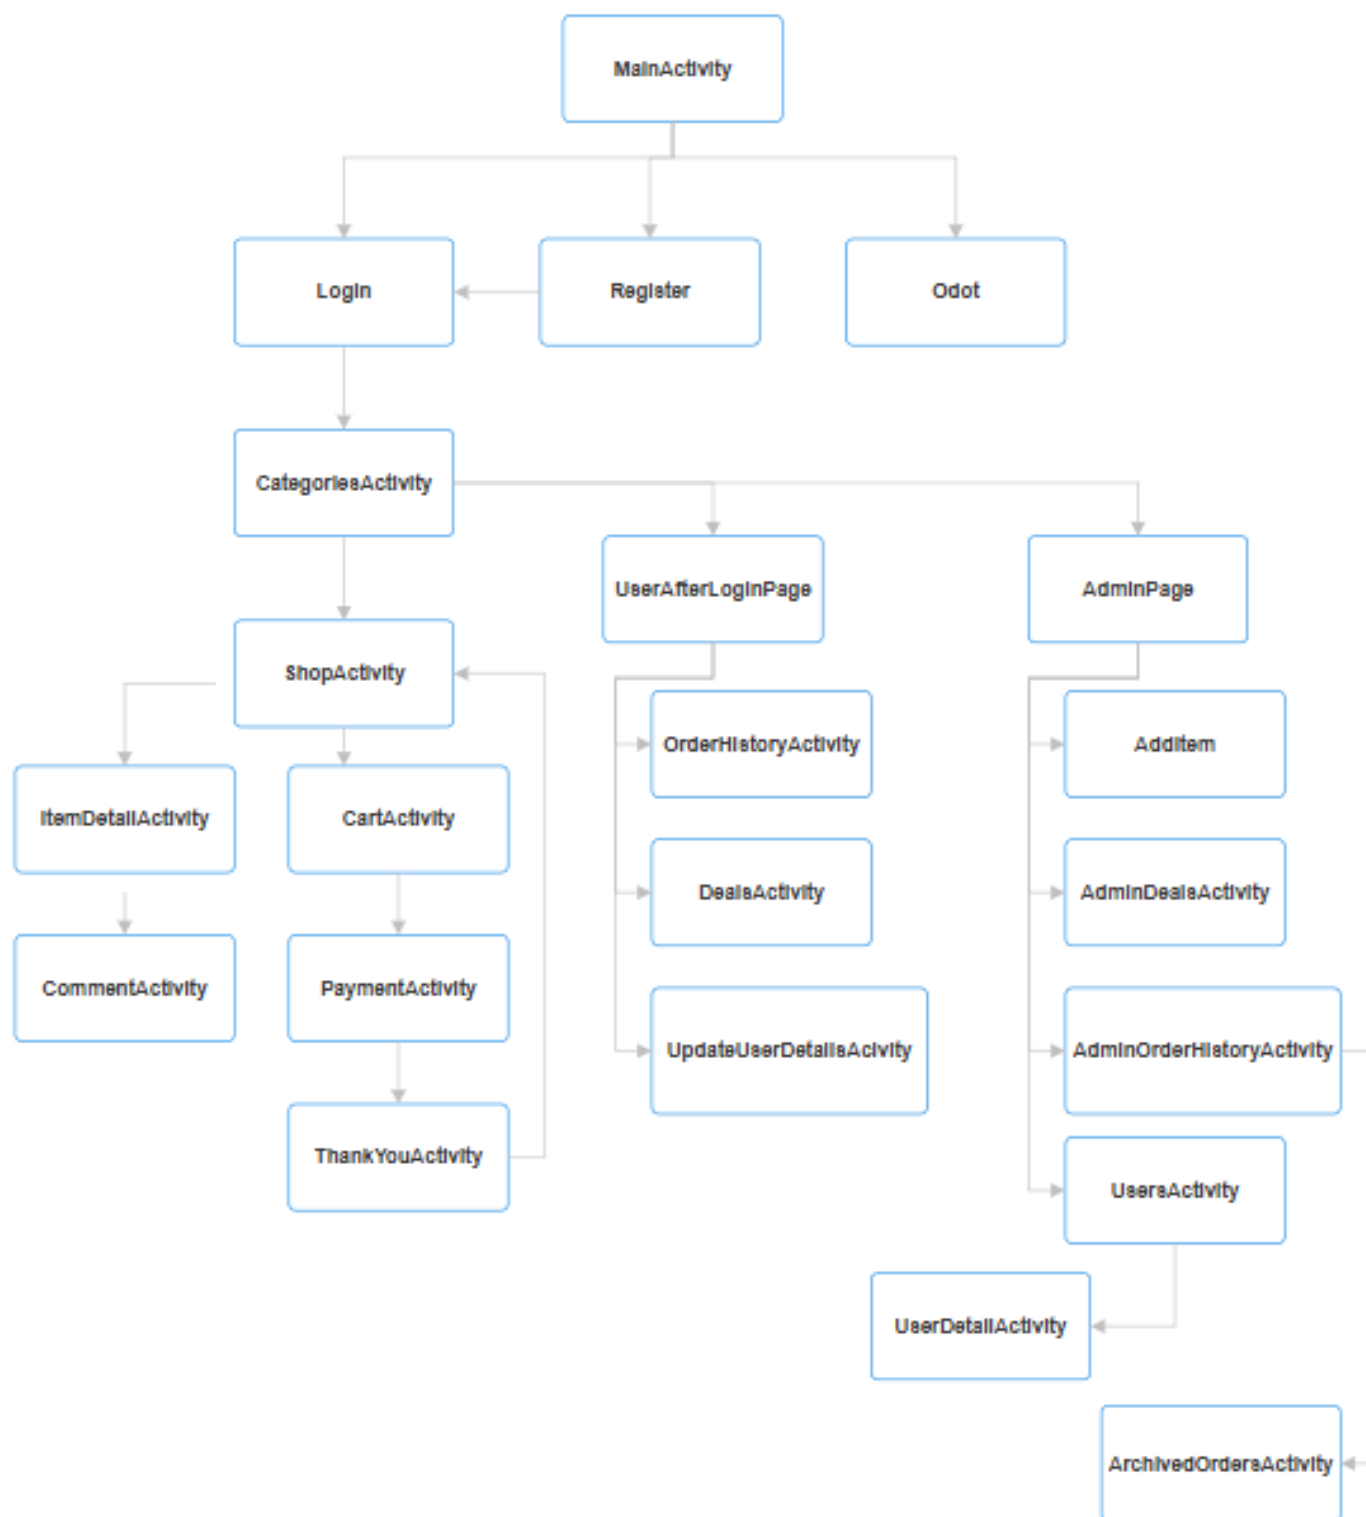 MainActivity
Login
Register
Odot
CategoriesActivity
UserAfterLoginPage
AdminPage
ShopActivity
OrderHistoryActivity
AddItem
ItemDetailActivity
CartActivity
DealsActivity
AdminDealsActivity
CommentActivity
PaymentActivity
UpdateUserDetailsAcivity
AdminOrderHistoryActivity
ThankYouActivity
UsersActivity
UserDetailActivity
ArchivedOrdersActivity